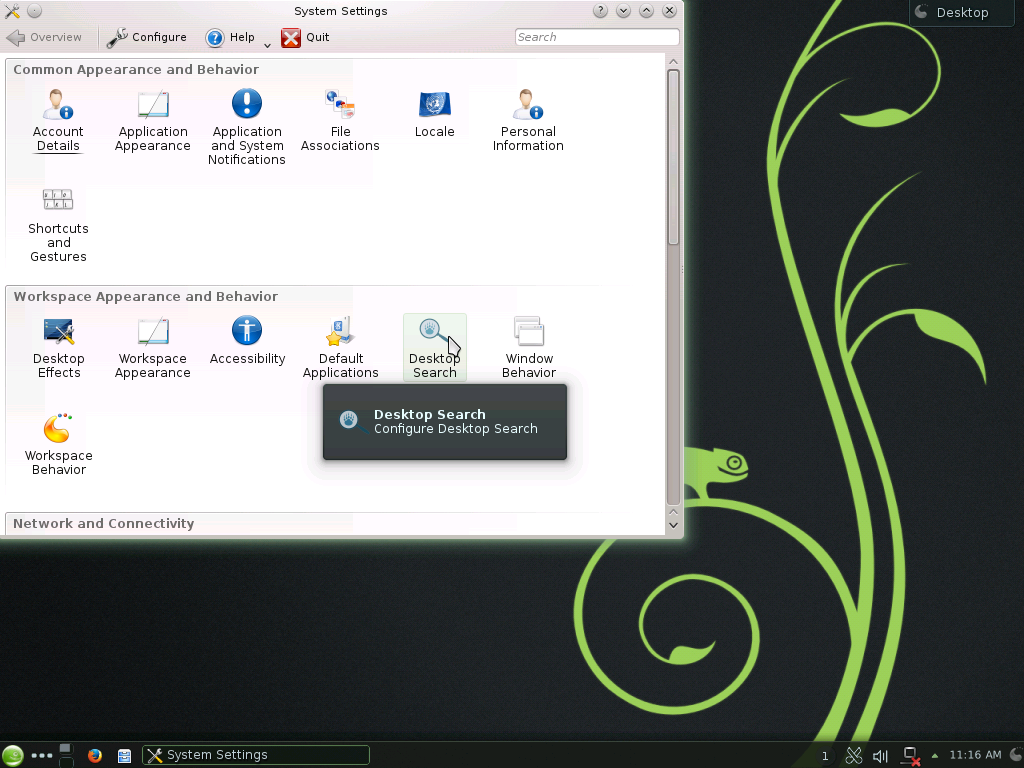 System Settings
Desktop
Overview
Configure
Help
Quit
Search
Common Appearance and Behavior
Account
Details
Application
Appearance
Application
and System
Notifications
File
Associations
Locale
Personal
Information
Shortcuts
and
Gestures
Workspace Appearance and Behavior
Desktop
Effects
Workspace
Appearance
Accessibility
Default
Applications
Desktop
Search
Window
Behavior
Desktop Search
Configure Desktop Search
Workspace
Behavior
Network and Connectivity
System Settings
1
11:16 AM